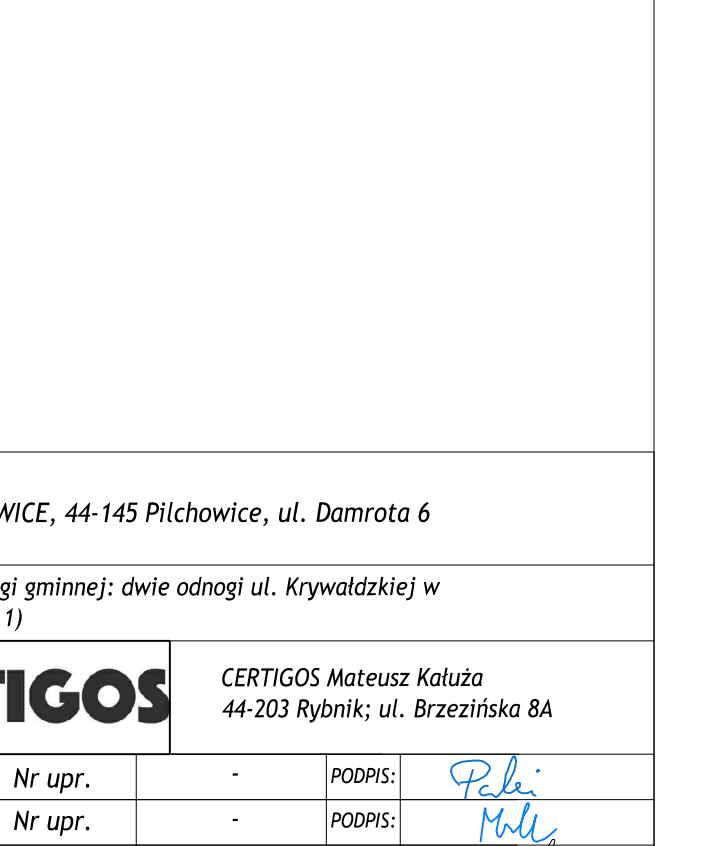 WICE, 44-145 Pilchowice, ul. Damrota 6
gi gminnej: dwie odnogi ul. Krywałdzkiej w
1)
TIGOS
CERTIGOS Mateusz Kałuża
44-203 Rybnik; ul. Brzezińska 8A
Nr upr. - PODPIS:
Nr upr. - PODPIS: